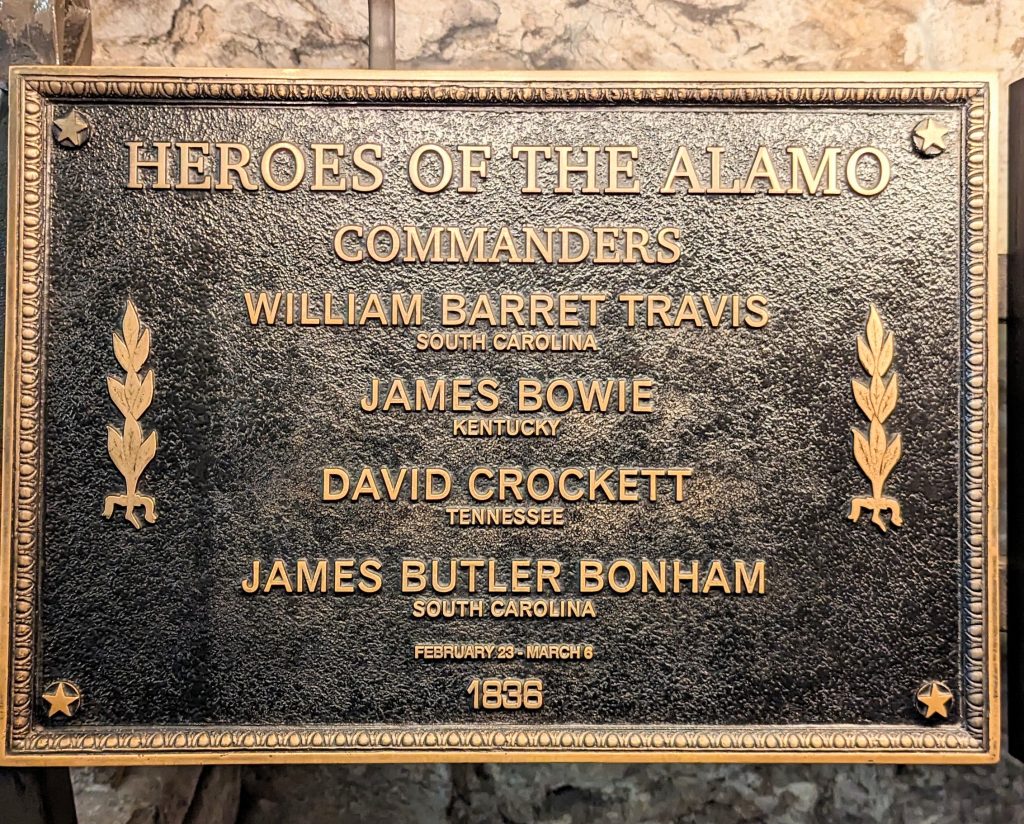 HEROES OF THE ALAMO
COMMANDERS
WILLIAM BARRET TRAVIS
SOUTH CAROLINA
JAMES BOWIE
KENTUCKY
DAVID CROCKETT
TENNESSEE
JAMES BUTLER BONHAM
SOUTH CAROLINA
FEBRUARY 23 - MARCH 6
1836